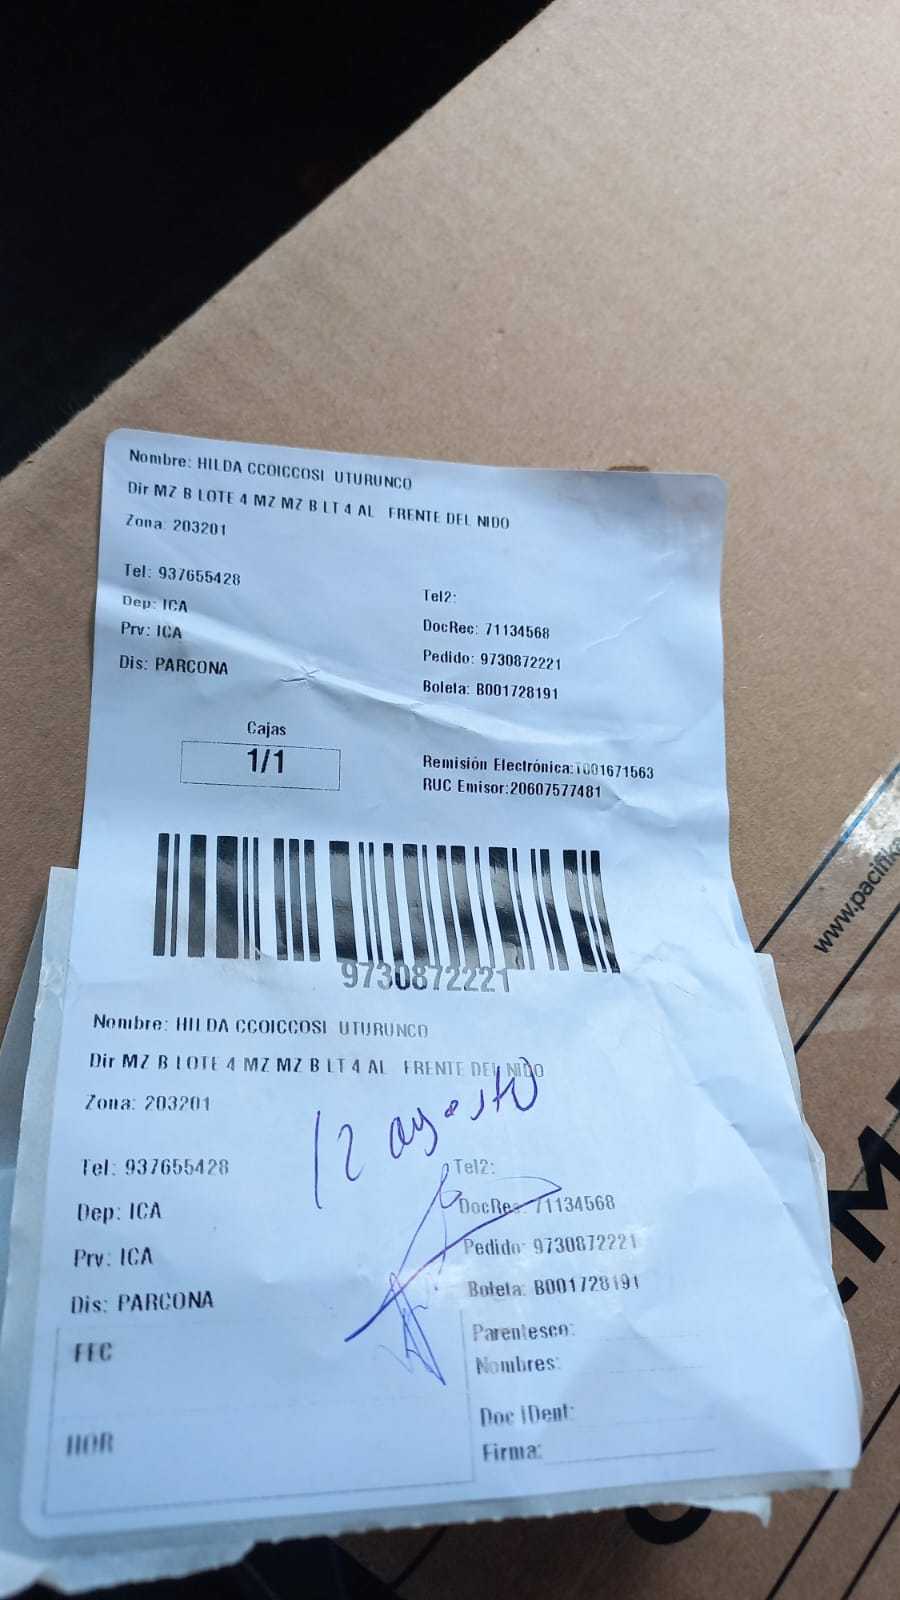 Nombre: HILDA CCOICCOSI UTURUNCO
Dir MZ B LOTE 4 MZ MZ B LT 4 AL FRENTE DEL NIDO
Zona: 203201
Tel: 937655428
Tel2:
Dep: ICA
DocRec: 71134568
Prv: ICA
Pedido: 9730872221
Dis: PARCONA
Boleta: B001728191
Cajas
1/1
Remisión Electrónica:T001671563
RUC Emisor:20607577481
9730872221
www.pacifika
Nombre: HILDA CCOICCOSI UTURUNCO
Dir MZ B LOTE 4 MZ MZ B LT 4 AL FRENTE DEL NIDO
Zona: 203201
12 agosto
Tel: 937655428
Tel2:
Dep: ICA
DocRec: 71134568
Prv: ICA
Pedido: 9730872221
Dis: PARCONA
Boleta: B001728191
FEC
Parentesco:
Nombres:
HOR
Doc iDent:
Firma: